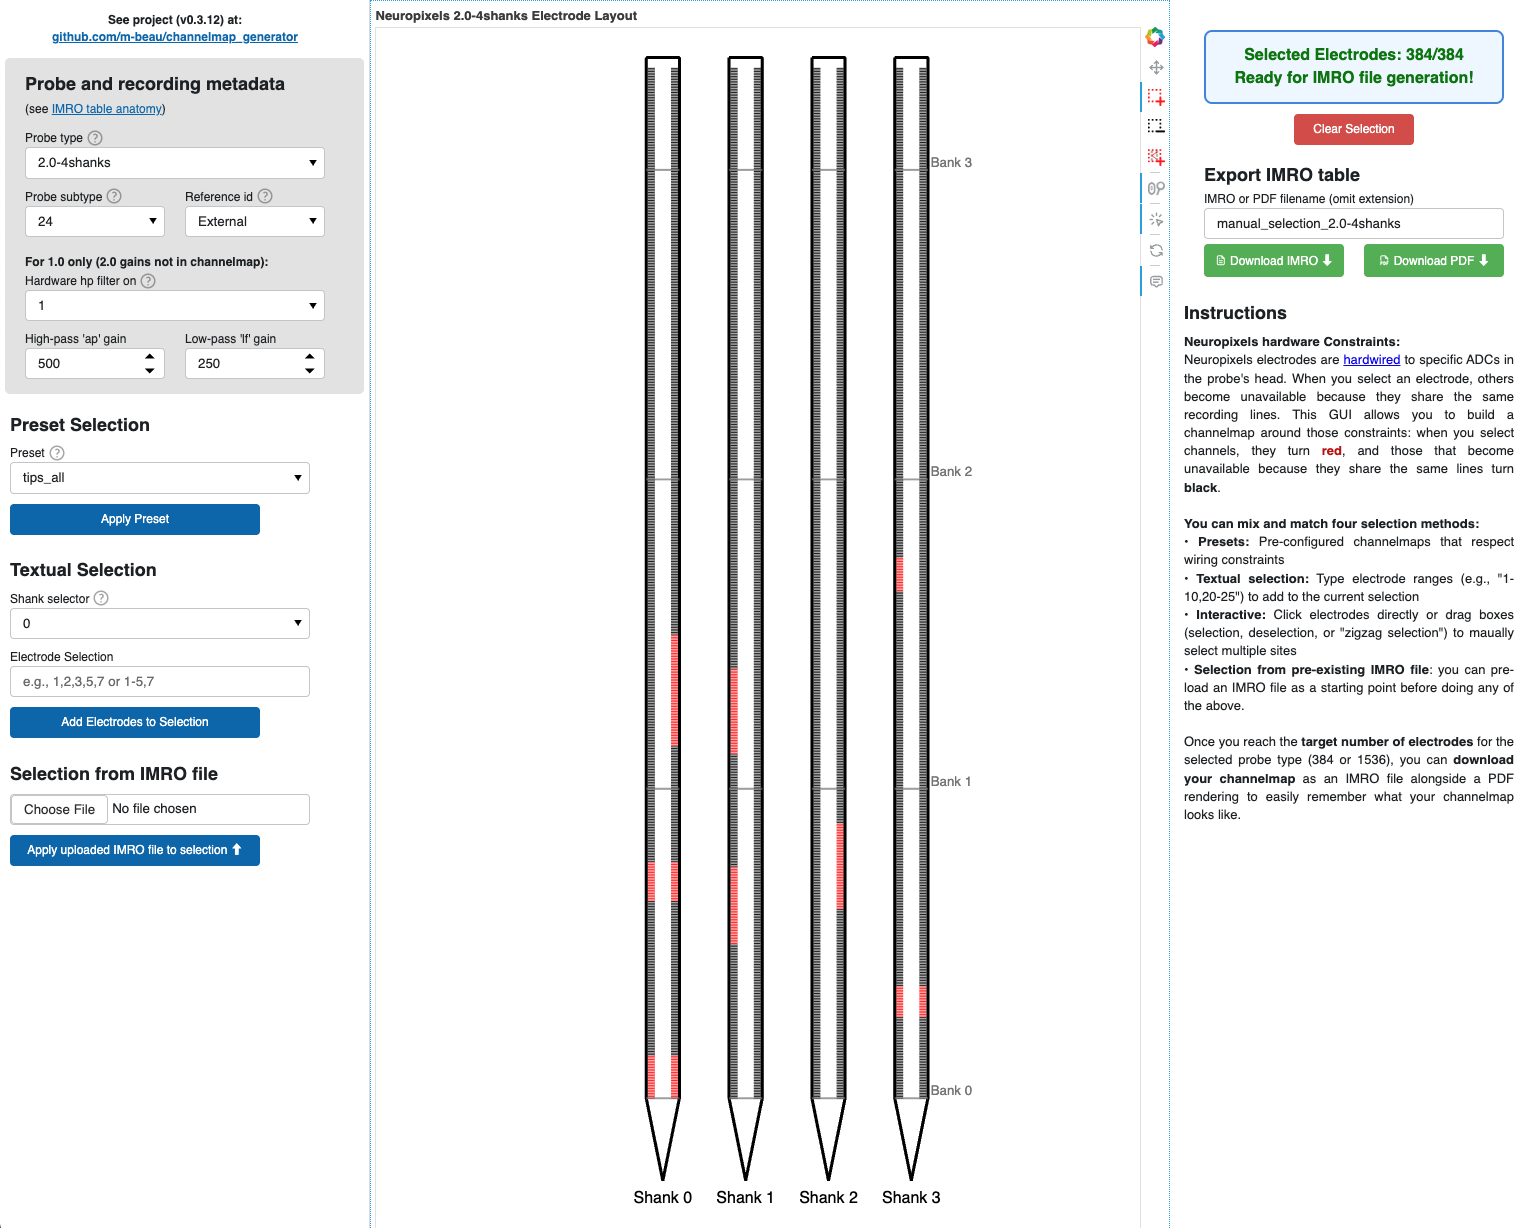 See project (v0.3.12) at:
github.com/m-beau/channelmap_generator
Probe and recording metadata
(see IMRO table anatomy)
Probe type ?
2.0-4shanks
Probe subtype ?
Reference id ?
24
External
For 1.0 only (2.0 gains not in channelmap):
Hardware hp filter on ?
1
High-pass 'ap' gain
Low-pass 'lf' gain
500
250
Preset Selection
Preset ?
tips_all
Apply Preset
Textual Selection
Shank selector ?
0
Electrode Selection
e.g., 1,2,3,5,7 or 1-5,7
Add Electrodes to Selection
Selection from IMRO file
Choose File No file chosen
Apply uploaded IMRO file to selection
Neuropixels 2.0-4shanks Electrode Layout
Bank 3
Bank 2
Bank 1
Bank 0
Shank 0
Shank 1
Shank 2
Shank 3
Selected Electrodes: 384/384
Ready for IMRO file generation!
Clear Selection
Export IMRO table
IMRO or PDF filename (omit extension)
manual_selection_2.0-4shanks
Download IMRO
Download PDF
Instructions
Neuropixels hardware Constraints:
Neuropixels electrodes are hardwired to specific ADCs in
the probe's head. When you select an electrode, others
become unavailable because they share the same
recording lines. This GUI allows you to build a
channelmap around those constraints: when you select
channels, they turn red, and those that become
unavailable because they share the same lines turn
black.
You can mix and match four selection methods:
• Presets: Pre-configured channelmaps that respect
wiring constraints
• Textual selection: Type electrode ranges (e.g., "1-
10,20-25") to add to the current selection
• Interactive: Click electrodes directly or drag boxes
(selection, deselection, or "zigzag selection") to maually
select multiple sites
• Selection from pre-existing IMRO file: you can pre-
load an IMRO file as a starting point before doing any of
the above.
Once you reach the target number of electrodes for the
selected probe type (384 or 1536), you can download
your channelmap as an IMRO file alongside a PDF
rendering to easily remember what your channelmap
looks like.